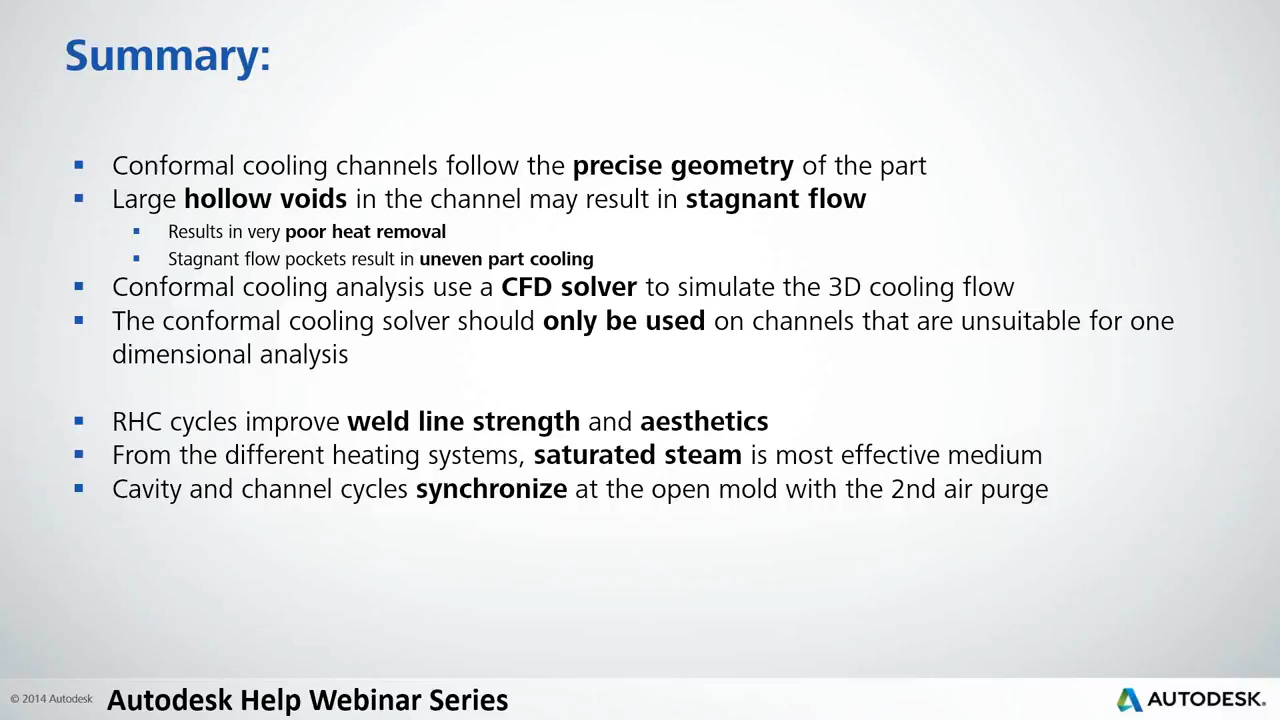 Summary:
Conformal cooling channels follow the precise geometry of the part
Large hollow voids in the channel may result in stagnant flow
Results in very poor heat removal
Stagnant flow pockets result in uneven part cooling
Conformal cooling analysis use a CFD solver to simulate the 3D cooling flow
The conformal cooling solver should only be used on channels that are unsuitable for one
dimensional analysis
RHC cycles improve weld line strength and aesthetics
From the different heating systems, saturated steam is most effective medium
Cavity and channel cycles synchronize at the open mold with the 2nd air purge
© 2014 Autodesk
Autodesk Help Webinar Series
AUTODESK.